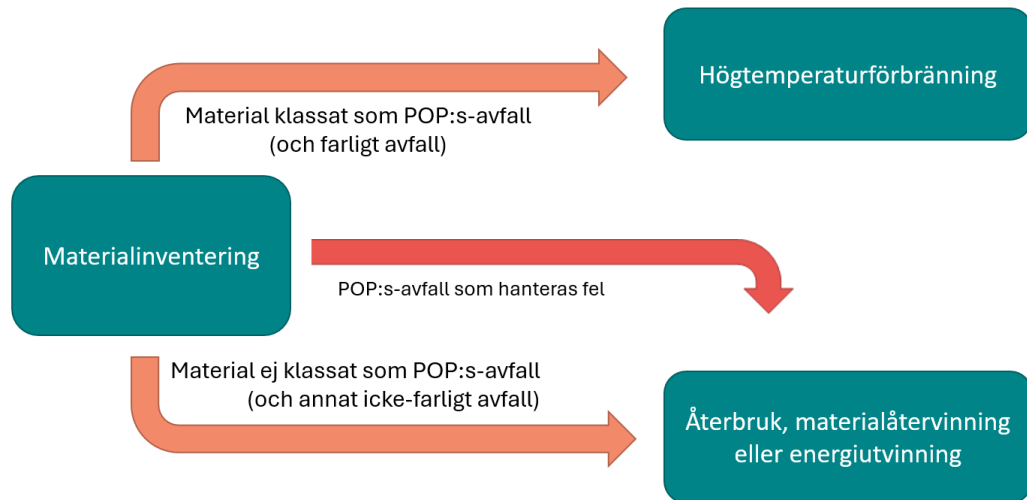 Högtemperaturförbränning
Material klassat som POP:s-avfall
(och farligt avfall)
Materialinventering
POP:s-avfall som hanteras fel
Material ej klassat som POP:s-avfall
(och annat icke-farligt avfall)
Återbruk, materialåtervinning
eller energiutvinning